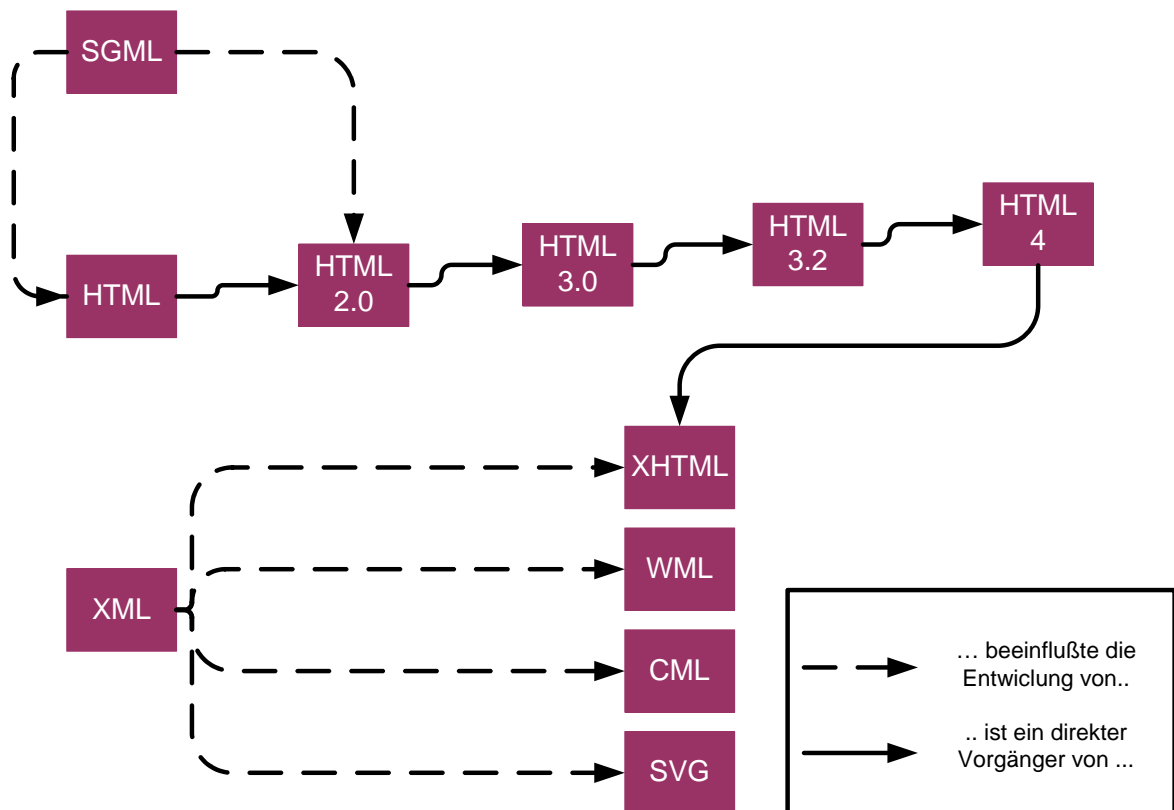 SGML
HTML
HTML
2.0
HTML
3.0
HTML
3.2
HTML
4
XHTML
XML
WML
CML
SVG
… beeinflußte die
Entwiclung von..
.. ist ein direkter
Vorgänger von ...